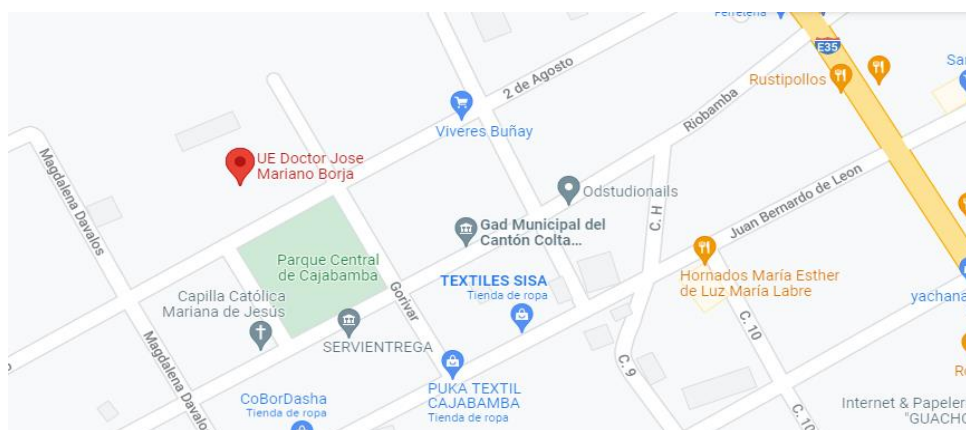 Ferretería
E35
Rustipollos
San
2 de Agosto
Viveres Buñay
Riobamba
UE Doctor Jose
Mariano Borja
Magdalena Davalos
Odstudionails
Juan Bernardo de Leon
C. H
Gad Municipal del
Cantón Colta...
Parque Central
de Cajabamba
Gorivar
Hornados María Esther
de Luz María Labre
TEXTILES SISA
Tienda de ropa
yachana
Capilla Católica
Mariana de Jesús
SERVIENTREGA
C. 10
C. 9
Magdalena Davalo
PUKA TEXTIL
CAJABAMBA
Tienda de ropa
CoBorDasha
Tienda de ropa
Internet & Papeler
"GUACHO
C. 10